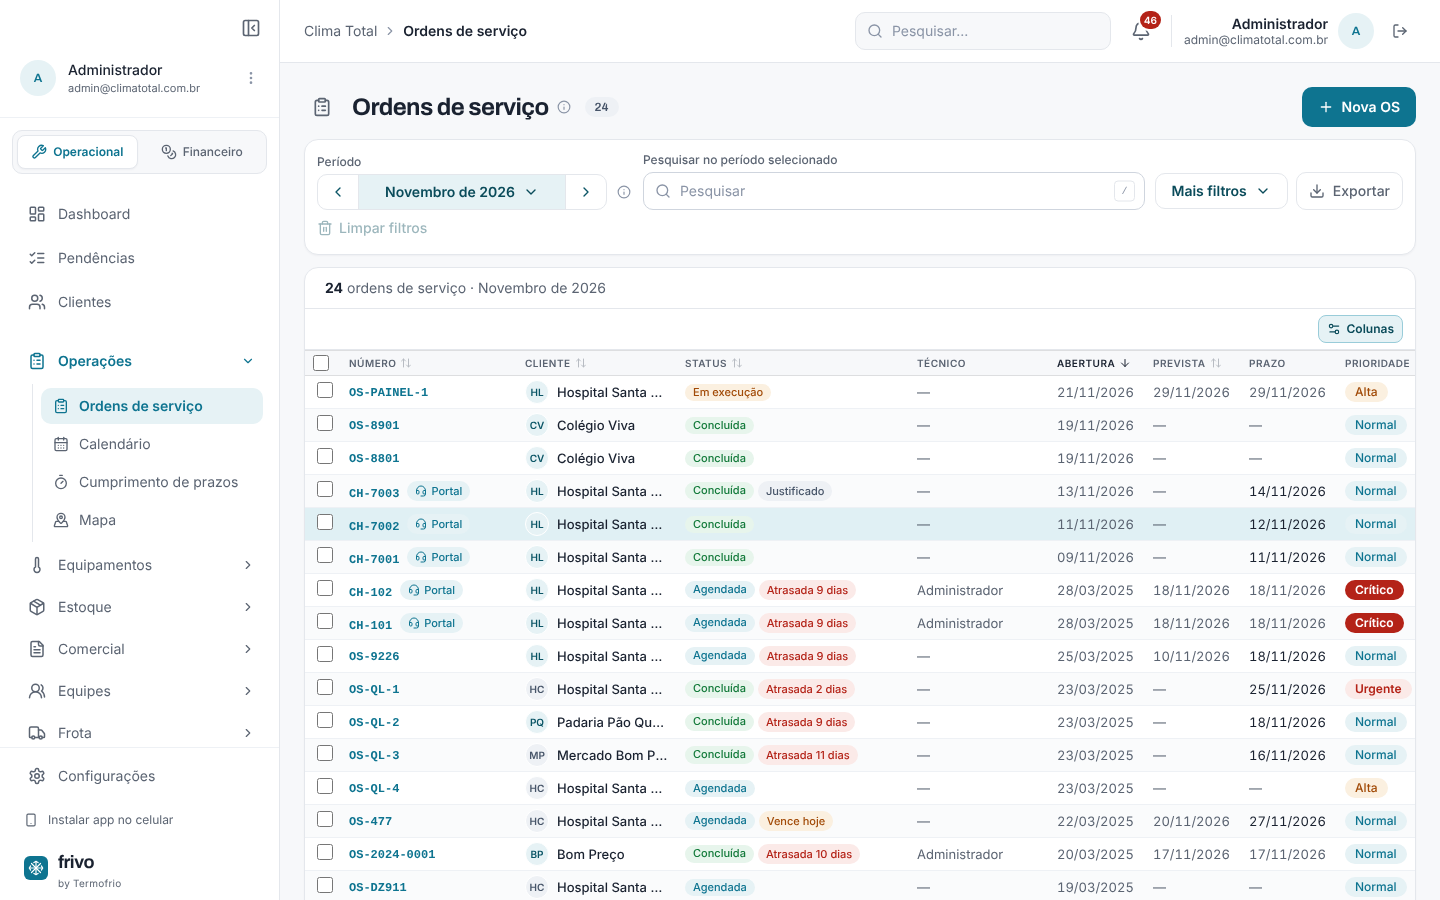 Administrador
admin@climatotal.com.br
Operacional
Financeiro
Dashboard
Pendências
Clientes
Operações
Ordens de serviço
Calendário
Cumprimento de prazos
Mapa
Equipamentos
Estoque
Comercial
Equipes
Frota
Configurações
Instalar app no celular
frivo
by Termofrio
Clima Total > Ordens de serviço
Pesquisar...
46
Administrador
admin@climatotal.com.br
A
Ordens de serviço 24
+ Nova OS
Período
Novembro de 2026
Pesquisar no período selecionado
Pesquisar /
Mais filtros
Exportar
Limpar filtros
24 ordens de serviço · Novembro de 2026
Colunas
NÚMERO CLIENTE STATUS TÉCNICO ABERTURA PREVISTA PRAZO PRIORIDADE
OS-PAINEL-1 HL Hospital Santa ... Em execução — 21/11/2026 29/11/2026 29/11/2026 Alta
OS-8901 CV Colégio Viva Concluída — 19/11/2026 — — Normal
OS-8801 CV Colégio Viva Concluída — 19/11/2026 — — Normal
CH-7003 Portal HL Hospital Santa ... Concluída Justificado — 13/11/2026 — 14/11/2026 Normal
CH-7002 Portal HL Hospital Santa ... Concluída — 11/11/2026 — 12/11/2026 Normal
CH-7001 Portal HL Hospital Santa ... Concluída — 09/11/2026 — 11/11/2026 Normal
CH-102 Portal HL Hospital Santa ... Agendada Atrasada 9 dias Administrador 28/03/2025 18/11/2026 18/11/2026 Crítico
CH-101 Portal HL Hospital Santa ... Agendada Atrasada 9 dias Administrador 28/03/2025 18/11/2026 18/11/2026 Crítico
OS-9226 HL Hospital Santa ... Agendada Atrasada 9 dias — 25/03/2025 10/11/2026 18/11/2026 Normal
OS-QL-1 HC Hospital Santa ... Concluída Atrasada 2 dias — 23/03/2025 — 25/11/2026 Urgente
OS-QL-2 PQ Padaria Pão Qu... Concluída Atrasada 9 dias — 23/03/2025 — 18/11/2026 Normal
OS-QL-3 MP Mercado Bom P... Concluída Atrasada 11 dias — 23/03/2025 — 16/11/2026 Normal
OS-QL-4 HC Hospital Santa ... Agendada — 23/03/2025 — — Alta
OS-477 HC Hospital Santa ... Agendada Vence hoje — 22/03/2025 20/11/2026 27/11/2026 Normal
OS-2024-0001 BP Bom Preço Concluída Atrasada 10 dias Administrador 20/03/2025 17/11/2026 17/11/2026 Normal
OS-DZ911 HC Hospital Santa ... Agendada — 19/03/2025 — — Normal